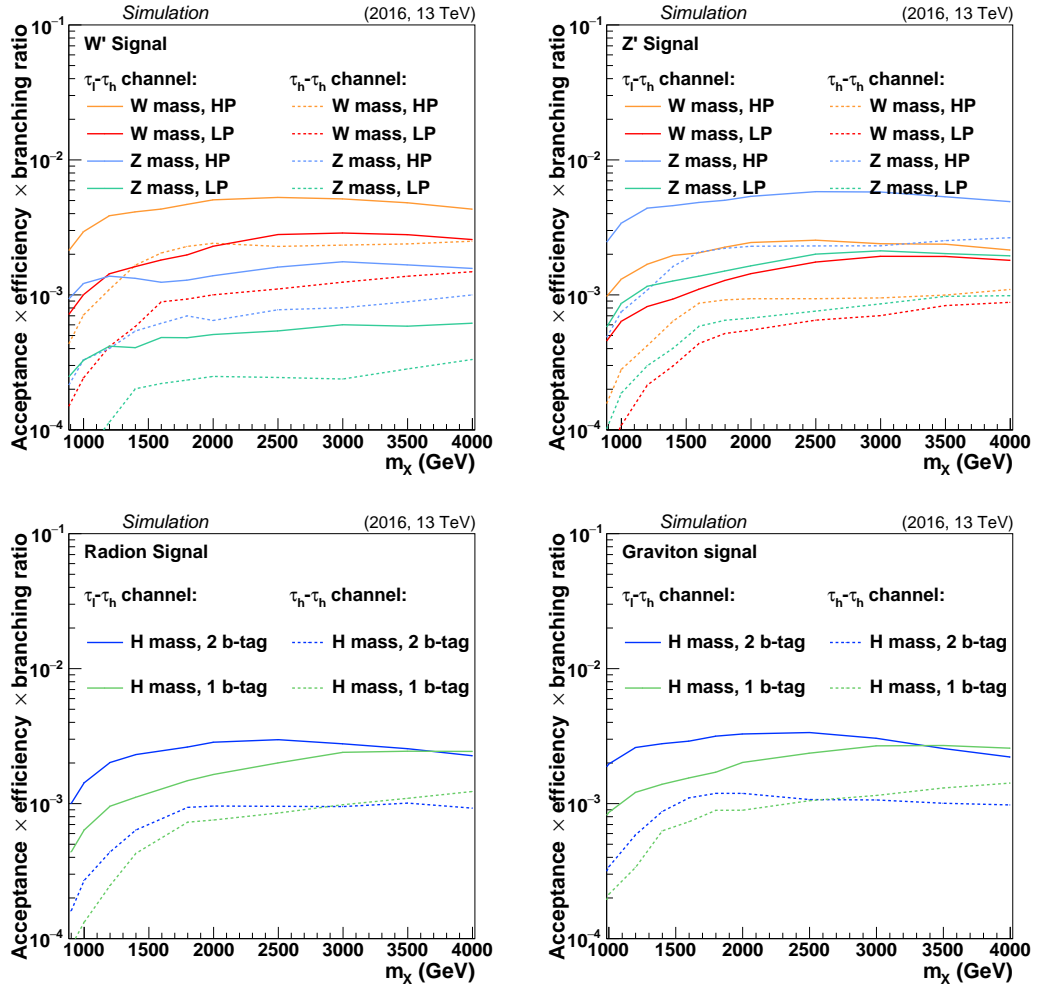 Simulation (2016, 13 TeV)
W' Signal
τl-τh channel: τh-τh channel:
W mass, HP W mass, HP
W mass, LP W mass, LP
Z mass, HP Z mass, HP
Z mass, LP Z mass, LP
Acceptance × efficiency × branching ratio
10⁻¹
10⁻²
10⁻³
10⁻⁴
1000 1500 2000 2500 3000 3500 4000
mX (GeV)
Simulation (2016, 13 TeV)
Z' Signal
τl-τh channel: τh-τh channel:
W mass, HP W mass, HP
W mass, LP W mass, LP
Z mass, HP Z mass, HP
Z mass, LP Z mass, LP
Acceptance × efficiency × branching ratio
10⁻¹
10⁻²
10⁻³
10⁻⁴
1000 1500 2000 2500 3000 3500 4000
mX (GeV)
Simulation (2016, 13 TeV)
Radion Signal
τl-τh channel: τh-τh channel:
H mass, 2 b-tag H mass, 2 b-tag
H mass, 1 b-tag H mass, 1 b-tag
Acceptance × efficiency × branching ratio
10⁻¹
10⁻²
10⁻³
10⁻⁴
1000 1500 2000 2500 3000 3500 4000
mX (GeV)
Simulation (2016, 13 TeV)
Graviton signal
τl-τh channel: τh-τh channel:
H mass, 2 b-tag H mass, 2 b-tag
H mass, 1 b-tag H mass, 1 b-tag
Acceptance × efficiency × branching ratio
10⁻¹
10⁻²
10⁻³
10⁻⁴
1000 1500 2000 2500 3000 3500 4000
mX (GeV)